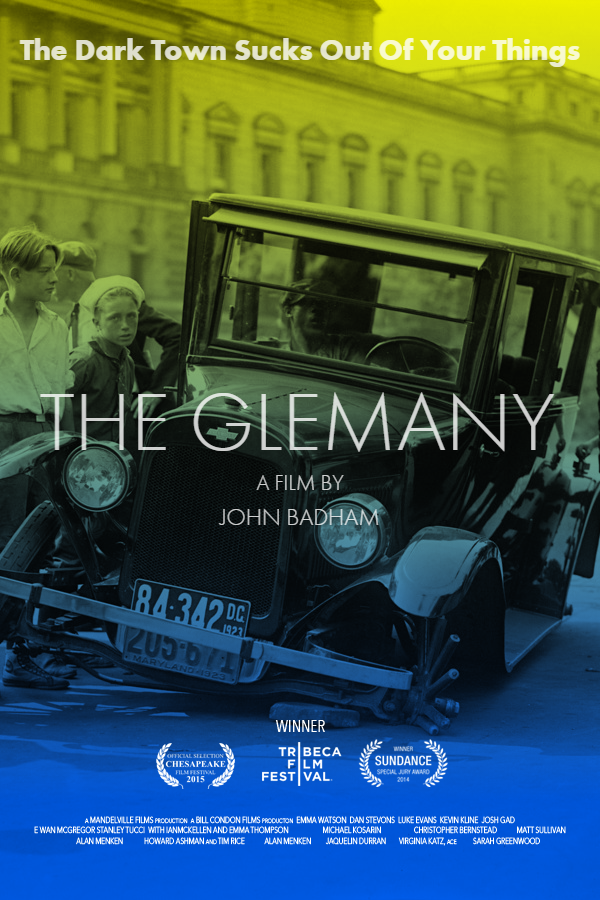 The Dark Town Sucks Out Of Your Things
THE GLEMANY
A FILM BY
JOHN BADHAM
84·342 D.C.
1923
205·671
MARYLAND·1923
WINNER
OFFICIAL SELECTION
CHESAPEAKE
FILM FESTIVAL
2015
TRIBECA
FILM
FESTIVAL.
WINNER
SUNDANCE
SPECIAL JURY AWARD
2014
A MANDELVILLE FILMS PRODUCTION A BILL CONDON FILMS PRODUCTON EMMA WATSON DAN STEVONS LUKE EVANS KEVIN KLINE JOSH GAD
E WAN MCGREGOR STANLEY TUCCI WITH IANMCKELLEN AND EMMA THOMPSON MICHAEL KOSARIN CHRISTOPHER BERNSTEAD MATT SULLIVAN
ALAN MENKEN HOWARD ASHMAN AND TIM RICE ALAN MENKEN JAQUELIN DURRAN VIRGINIA KATZ, ACE SARAH GREENWOOD